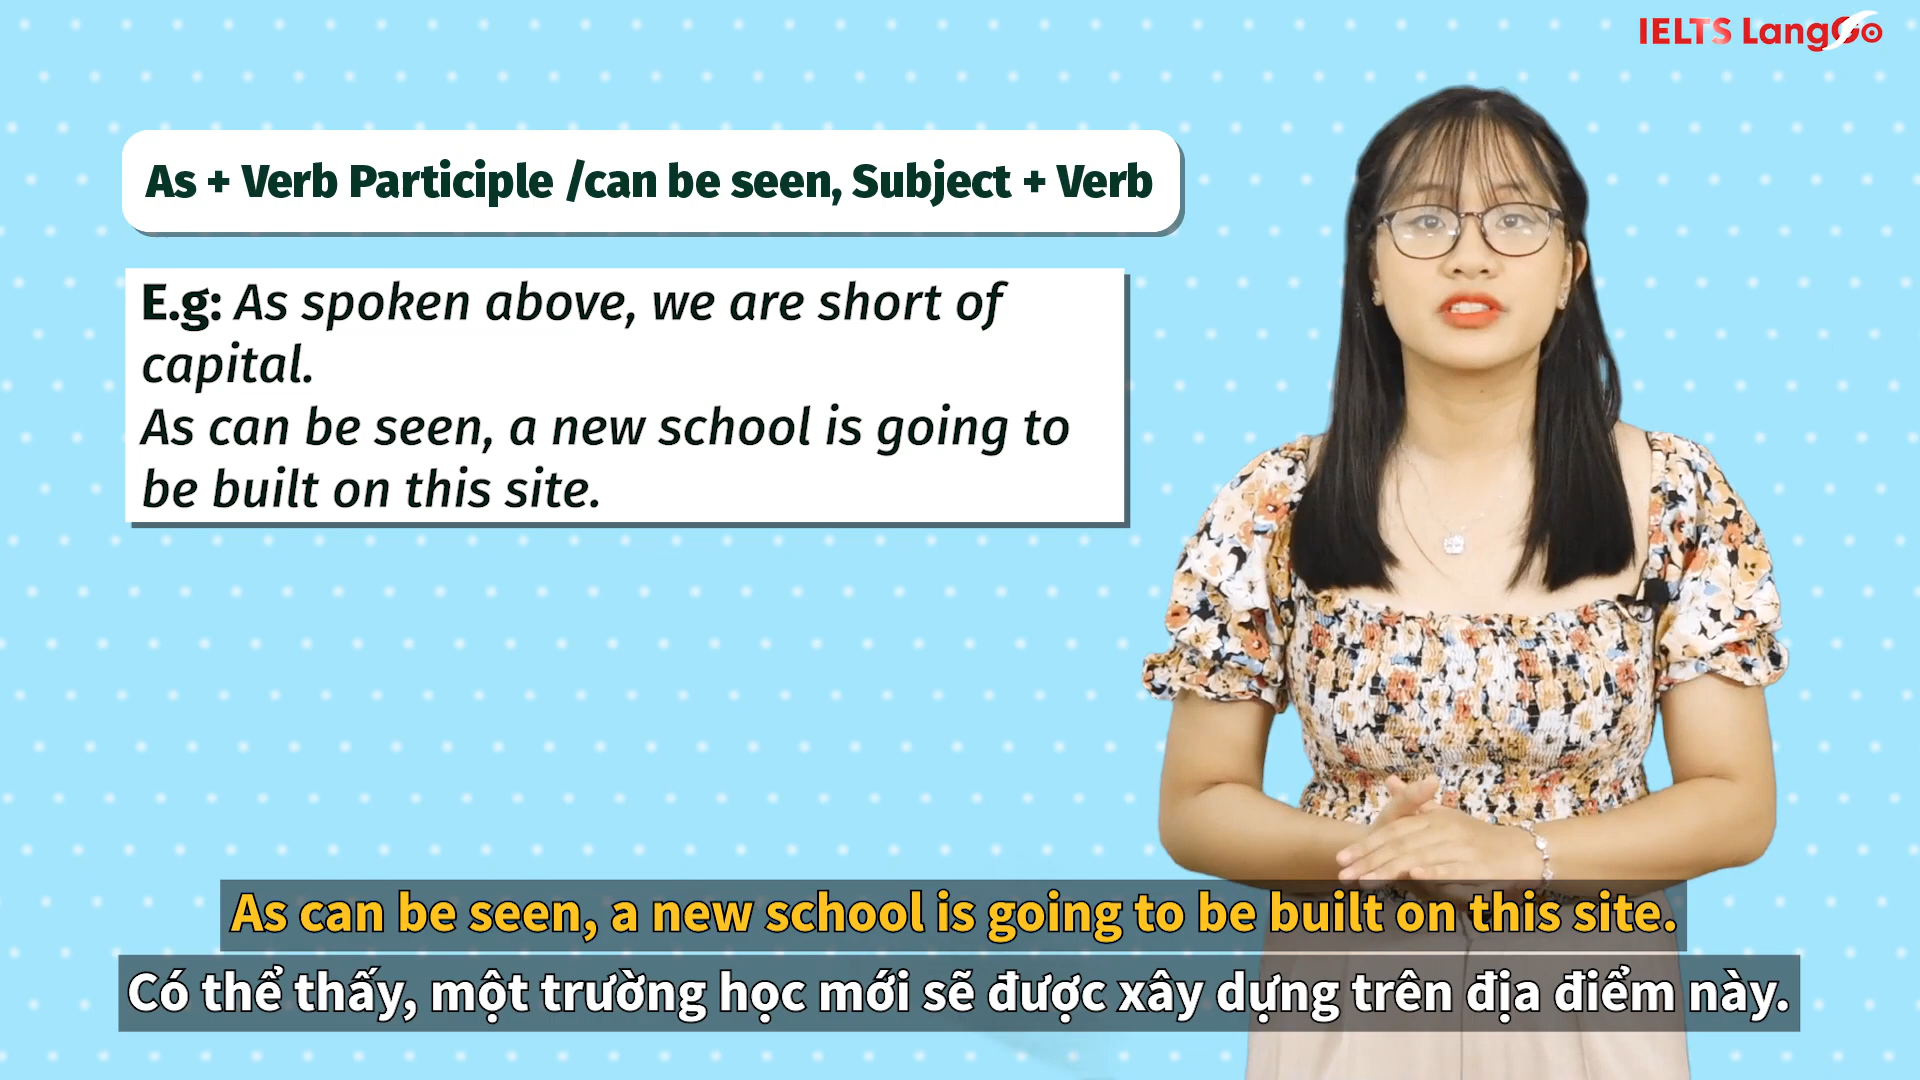 IELTS LangGo
As + Verb Participle /can be seen, Subject + Verb
E.g: As spoken above, we are short of
capital.
As can be seen, a new school is going to
be built on this site.
As can be seen, a new school is going to be built on this site.
Có thể thấy, một trường học mới sẽ được xây dựng trên địa điểm này.